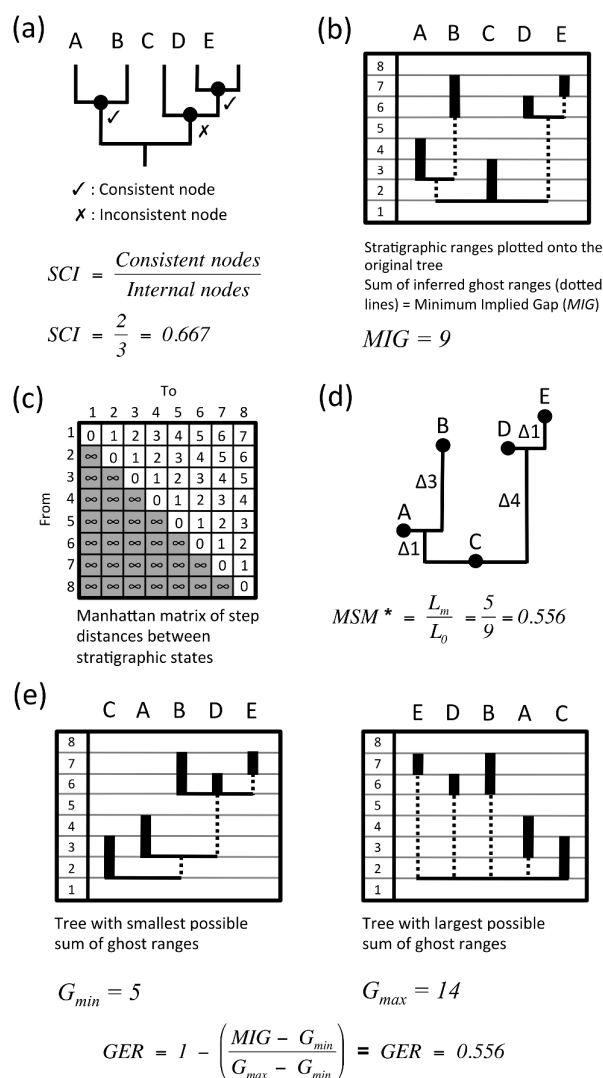 (a)
A B C D E
✓ ✓
✗
✓ : Consistent node
✗ : Inconsistent node
SCI = Consistent nodes / Internal nodes
SCI = 2 / 3 = 0.667
(b)
A B C D E
8
7
6
5
4
3
2
1
Stratigraphic ranges plotted onto the
original tree
Sum of inferred ghost ranges (dotted
lines) = Minimum Implied Gap (MIG)
MIG = 9
(c)
To
1 2 3 4 5 6 7 8
From
1 0 1 2 3 4 5 6 7
2 ∞ 0 1 2 3 4 5 6
3 ∞ ∞ 0 1 2 3 4 5
4 ∞ ∞ ∞ 0 1 2 3 4
5 ∞ ∞ ∞ ∞ 0 1 2 3
6 ∞ ∞ ∞ ∞ ∞ 0 1 2
7 ∞ ∞ ∞ ∞ ∞ ∞ 0 1
8 ∞ ∞ ∞ ∞ ∞ ∞ ∞ 0
Manhattan matrix of step
distances between
stratigraphic states
(d)
E
B D Δ1
Δ3 Δ4
A
Δ1 C
MSM* = Lm / L0 = 5 / 9 = 0.556
(e)
C A B D E
8
7
6
5
4
3
2
1
Tree with smallest possible
sum of ghost ranges
Gmin = 5
E D B A C
8
7
6
5
4
3
2
1
Tree with largest possible
sum of ghost ranges
Gmax = 14
GER = 1 − (MIG − Gmin / Gmax − Gmin) = GER = 0.556